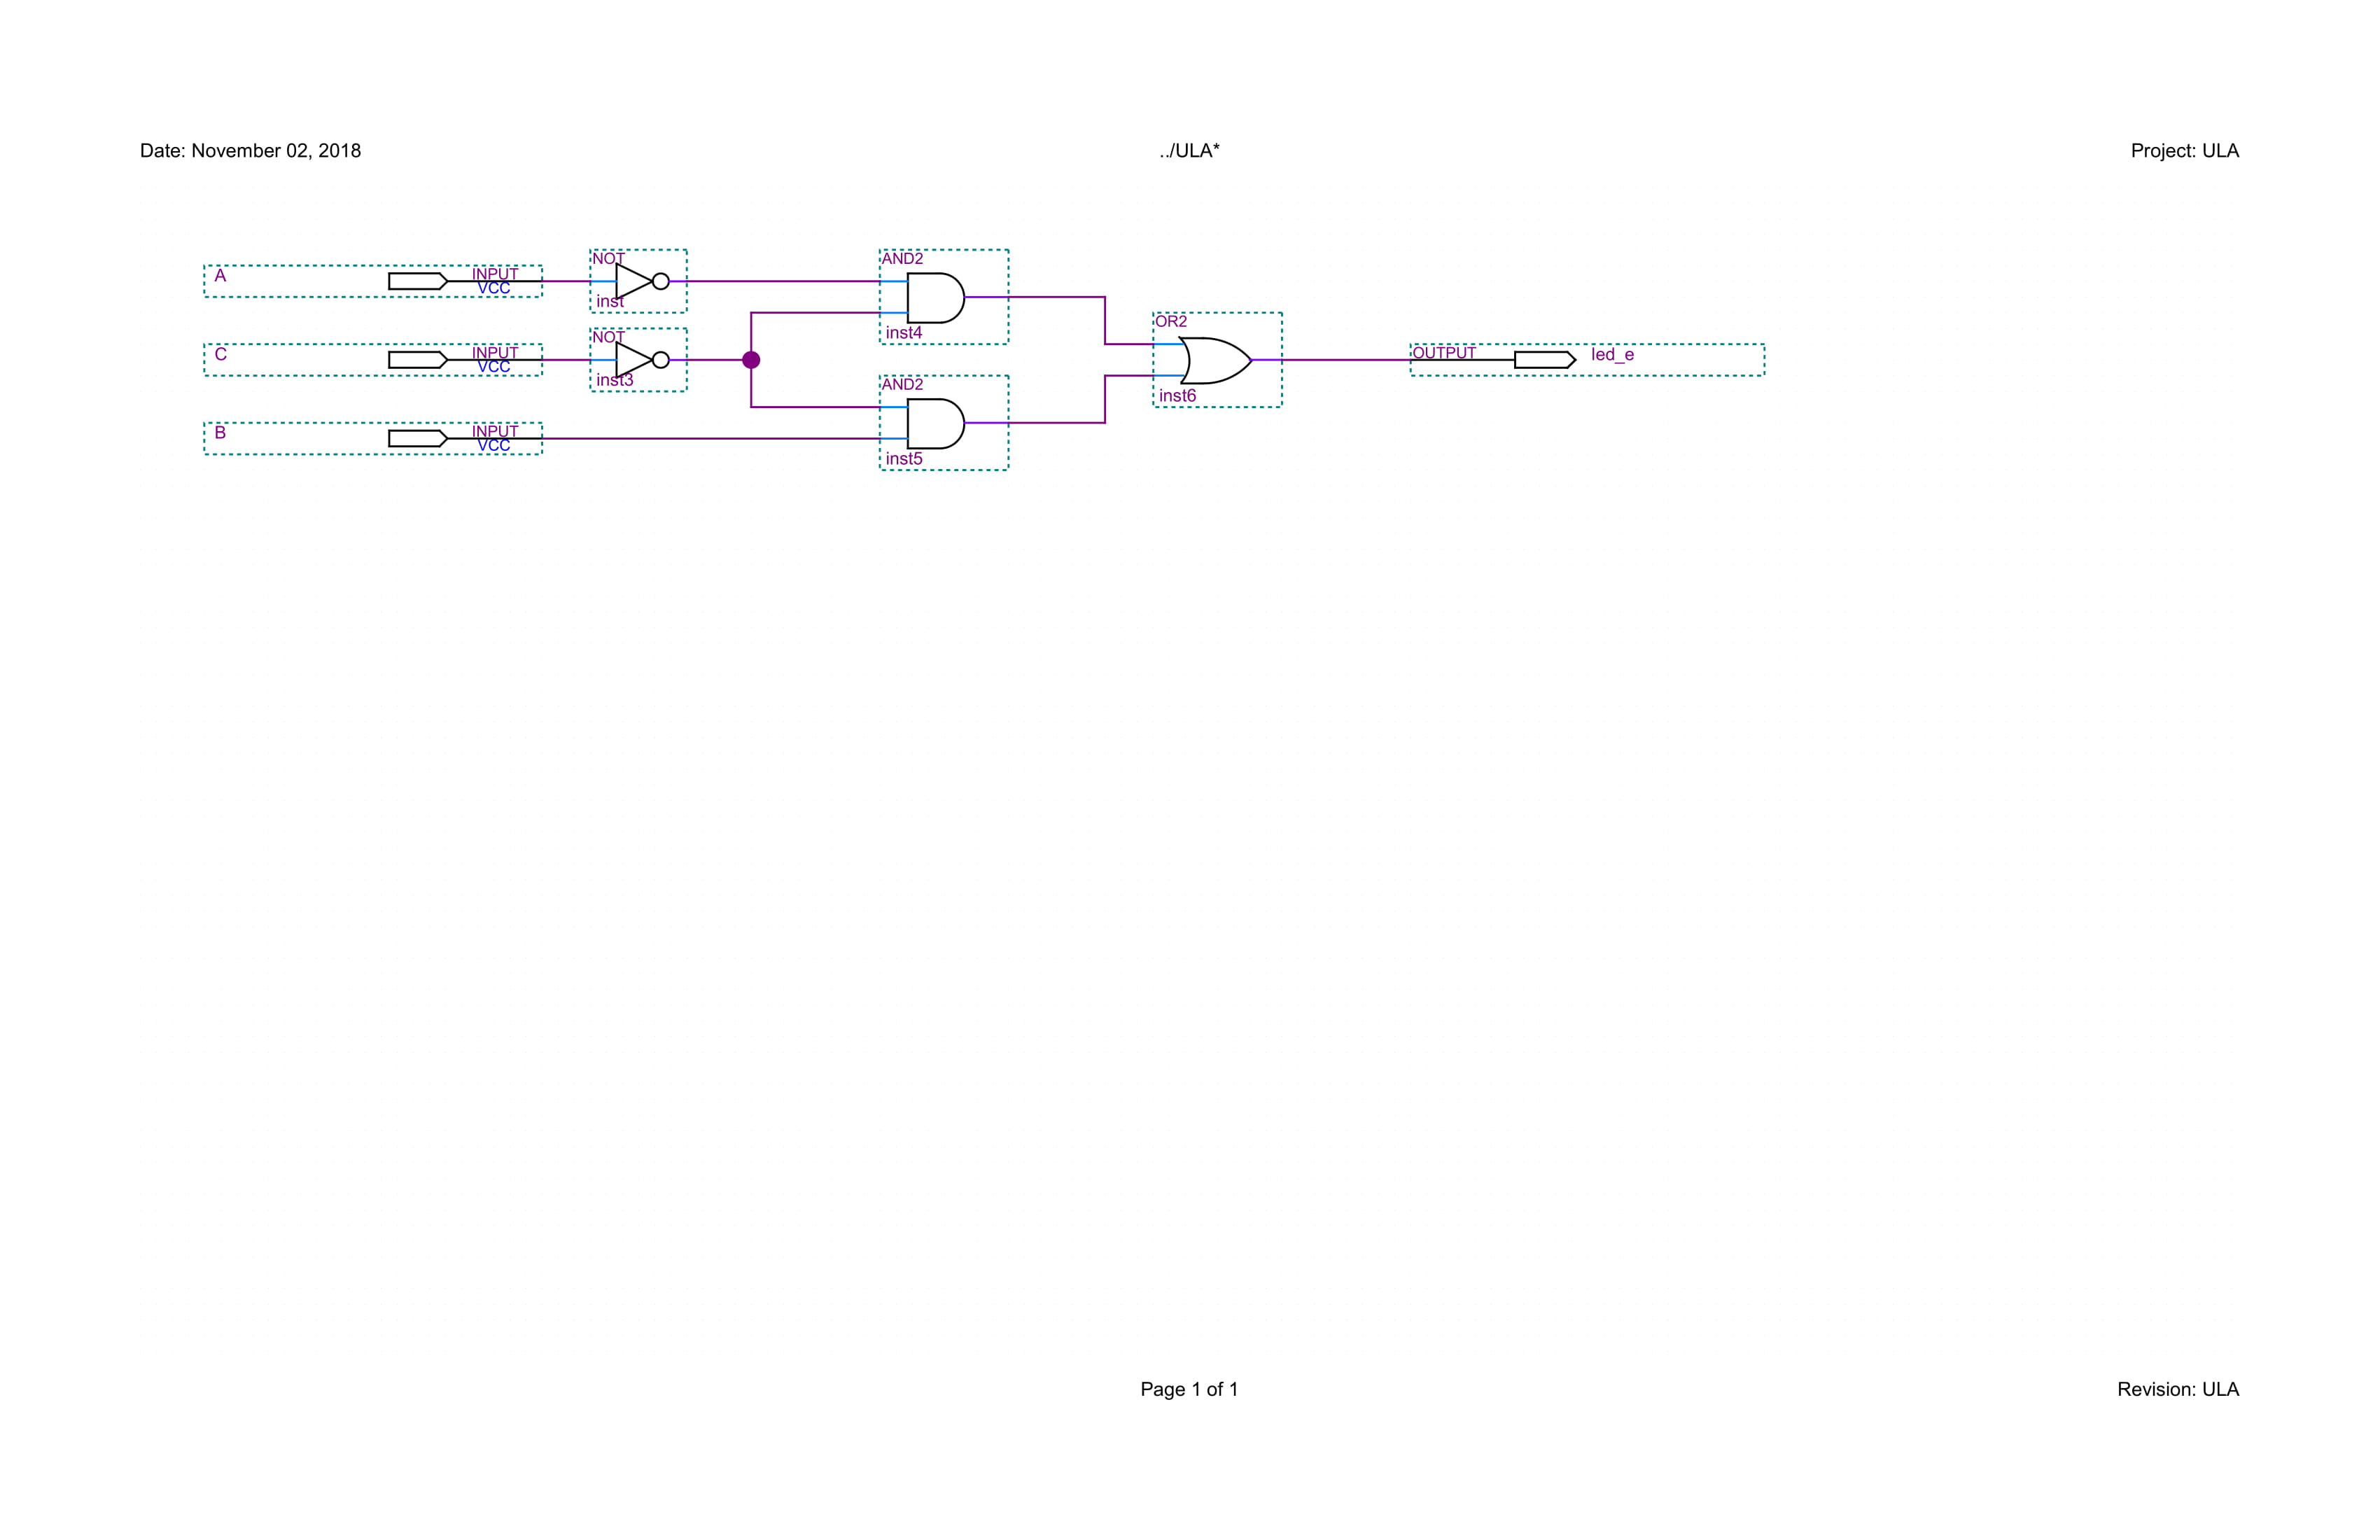 Date: November 02, 2018 ../ULA* Project: ULA
A INPUT
VCC
NOT
inst
AND2
inst4
C INPUT
VCC
NOT
inst3
OR2
inst6
OUTPUT led_e
B INPUT
VCC
AND2
inst5
Page 1 of 1 Revision: ULA